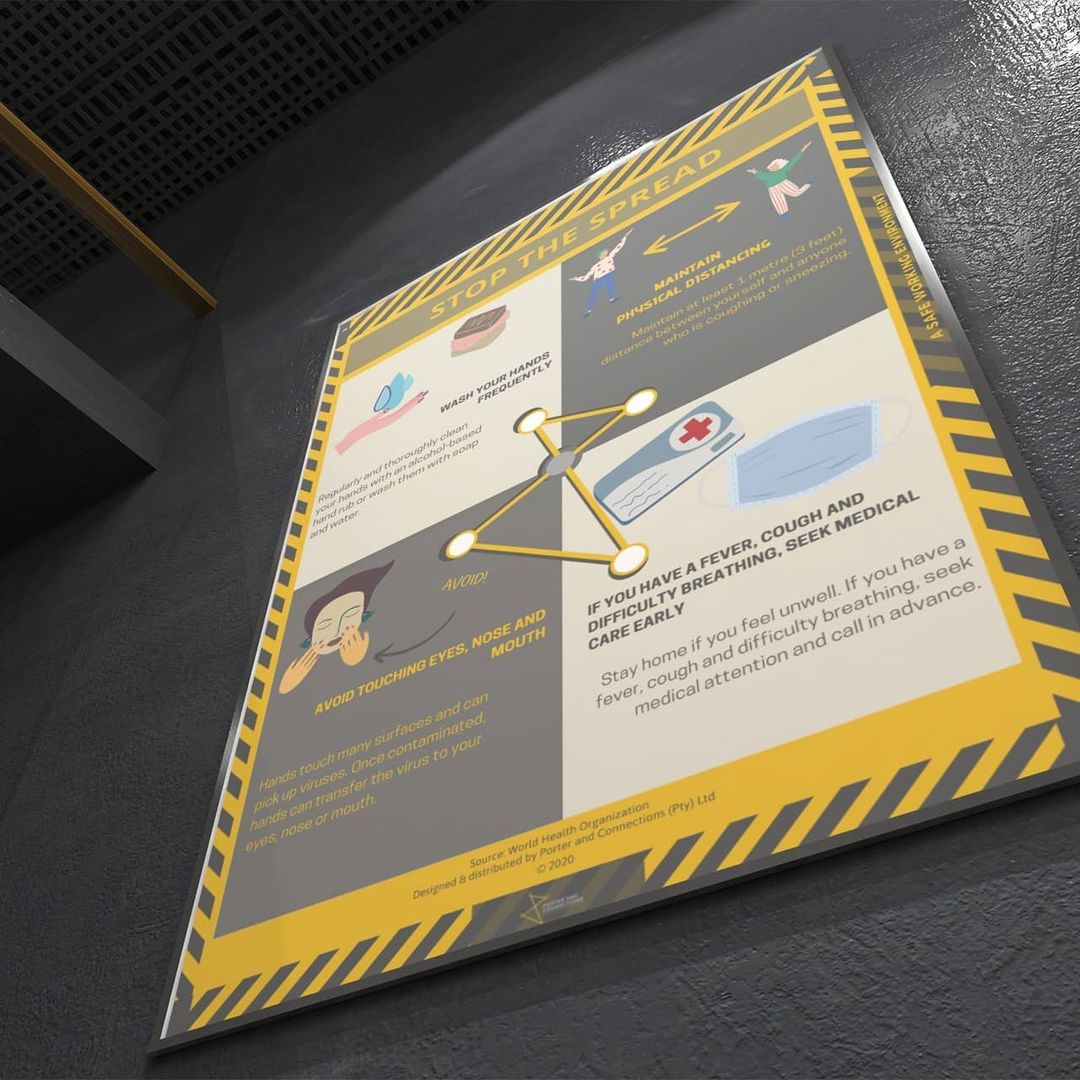 STOP THE SPREAD
WASH YOUR HANDS
FREQUENTLY
Regularly and thoroughly clean
your hands with an alcohol-based
hand rub or wash them with soap
and water.
MAINTAIN
PHYSICAL DISTANCING
Maintain at least 1 metre (3 feet)
distance between yourself and anyone
who is coughing or sneezing.
AVOID!
AVOID TOUCHING EYES, NOSE AND
MOUTH
Hands touch many surfaces and can
pick up viruses. Once contaminated,
hands can transfer the virus to your
eyes, nose or mouth.
IF YOU HAVE A FEVER, COUGH AND
DIFFICULTY BREATHING, SEEK MEDICAL
CARE EARLY
Stay home if you feel unwell. If you have a
fever, cough and difficulty breathing, seek
medical attention and call in advance.
A SAFE WORKING ENVIRONMENT
Source: World Health Organization
Designed & distributed by Porter and Connections (Pty) Ltd
© 2020
PORTER AND
CONNECTIONS